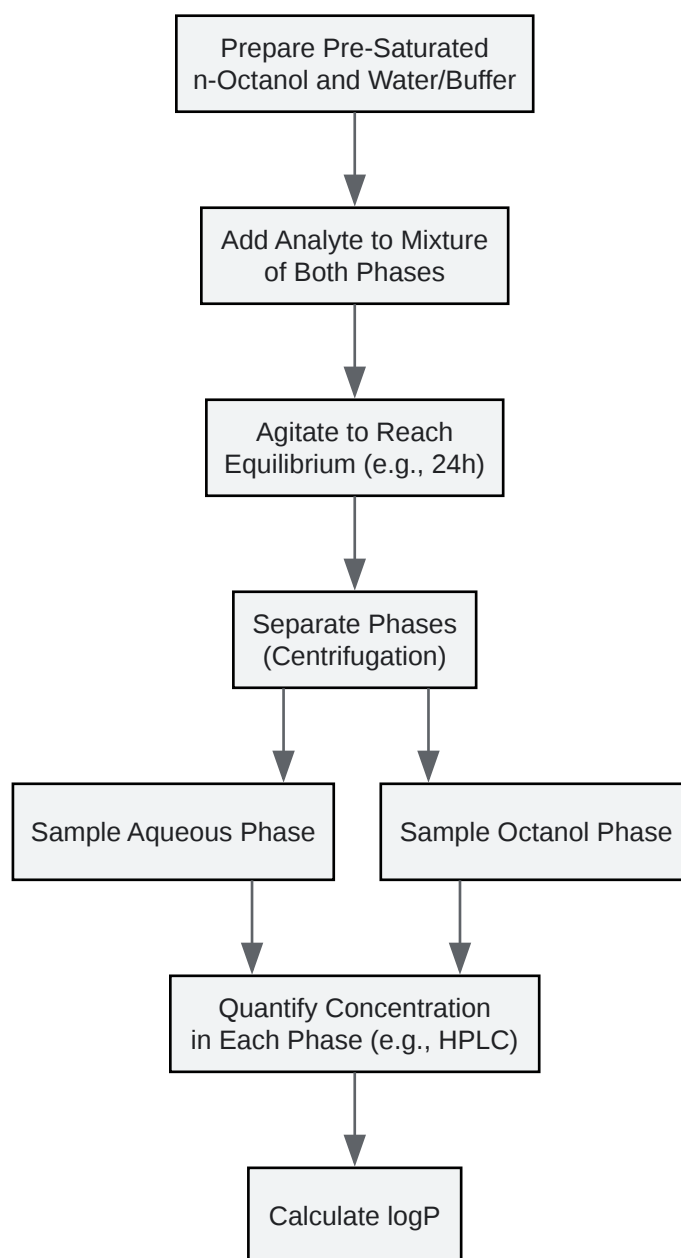 Prepare Pre-Saturated
n-Octanol and Water/Buffer
Add Analyte to Mixture
of Both Phases
Agitate to Reach
Equilibrium (e.g., 24h)
Separate Phases
(Centrifugation)
Sample Aqueous Phase
Sample Octanol Phase
Quantify Concentration
in Each Phase (e.g., HPLC)
Calculate logP